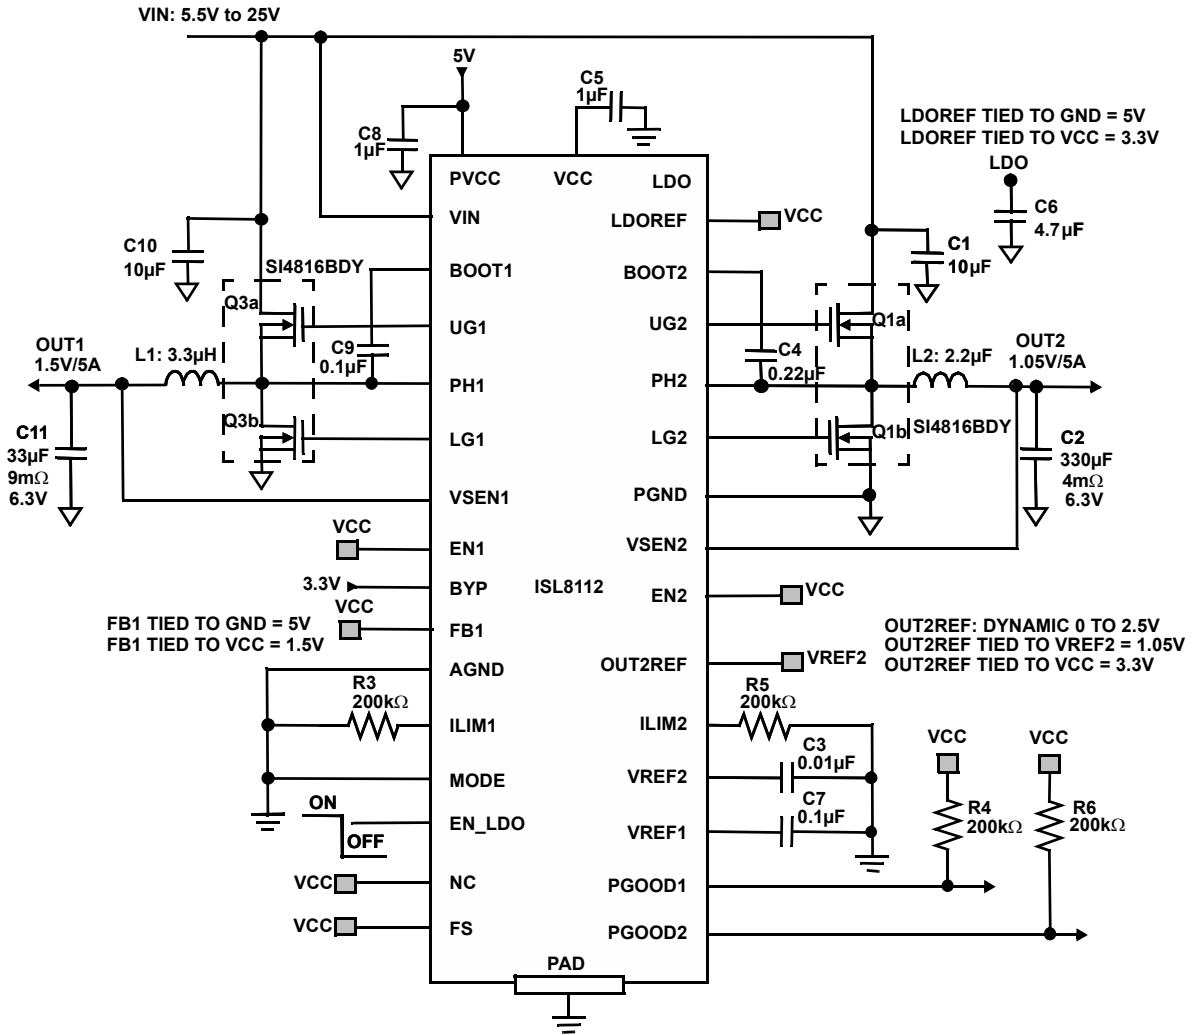 VIN: 5.5V to 25V
5V
C5
1µF
C8
1µF
LDOREF TIED TO GND = 5V
LDOREF TIED TO VCC = 3.3V
LDO
C6
4.7µF
PVCC
VCC
LDO
VIN
LDOREF
VCC
C10
10µF
C1
10µF
SI4816BDY
BOOT1
BOOT2
Q3a
UG1
UG2
Q1a
OUT1
1.5V/5A
L1: 3.3µH
C9
0.1µF
C4
0.22µF
L2: 2.2µF
OUT2
1.05V/5A
PH1
PH2
Q3b
LG1
LG2
Q1b
SI4816BDY
C11
33µF
9mΩ
6.3V
C2
330µF
4mΩ
6.3V
VSEN1
PGND
VCC
EN1
VSEN2
3.3V
BYP
ISL8112
EN2
VCC
VCC
FB1 TIED TO GND = 5V
FB1 TIED TO VCC = 1.5V
FB1
OUT2REF: DYNAMIC 0 TO 2.5V
OUT2REF TIED TO VREF2 = 1.05V
OUT2REF TIED TO VCC = 3.3V
AGND
OUT2REF
VREF2
R3
200kΩ
R5
200kΩ
ILIM1
ILIM2
VCC
VCC
C3
0.01µF
MODE
VREF2
ON
OFF
EN_LDO
C7
0.1µF
VREF1
R4
200kΩ
R6
200kΩ
VCC
NC
PGOOD1
VCC
FS
PGOOD2
PAD